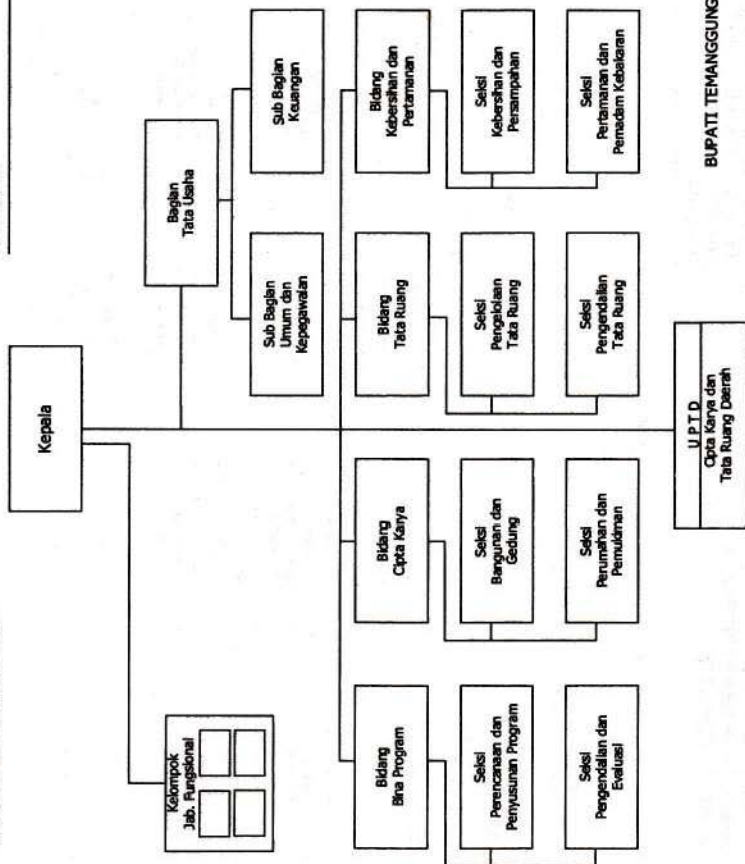 Kepala
Bagian
Tata Usaha
Kelompok
Jab. Fungsional
Sub Bagian
Umum dan
Kepegawaian
Sub Bagian
Keuangan
Bidang
Bina Program
Bidang
Cipta Karya
Bidang
Tata Ruang
Bidang
Kebersihan dan
Pertamanan
Seksi
Perencanaan dan
Penyusunan Program
Seksi
Bangunan dan
Gedung
Seksi
Pengelolaan
Tata Ruang
Seksi
Kebersihan dan
Persampahan
Seksi
Pengendalian dan
Evaluasi
Seksi
Perumahan dan
Pemukiman
Seksi
Pengendalian
Tata Ruang
Seksi
Pertamanan dan
Pemadam Kebakaran
U P T D
Cipta Karya dan
Tata Ruang Daerah
BUPATI TEMANGGUNG